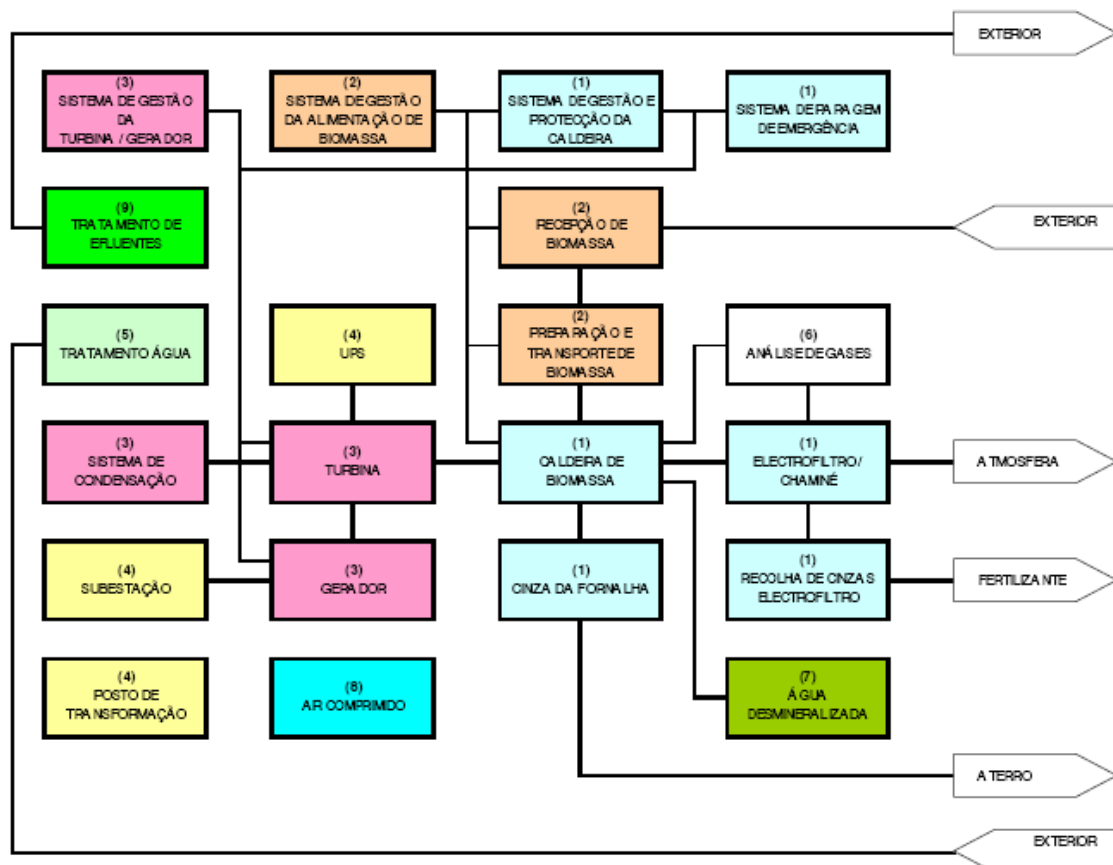 EXTERIOR
(3)
SISTEMA DE GESTÃO
DA
TURBINA / GERADOR
(2)
SISTEMA DE GESTÃO
DA ALIMENTAÇÃO DE
BIOMASSA
(1)
SISTEMA DE GESTÃO E
PROTECÇÃO DA
CALDEIRA
(1)
SISTEMA DE PARAGEM
DE EMERGÊNCIA
(9)
TRATAMENTO DE
EFLUENTES
(2)
RECEPÇÃO DE
BIOMASSA
EXTERIOR
(5)
TRATAMENTO ÁGUA
(4)
UPS
(2)
PREPARAÇÃO E
TRANSPORTE DE
BIOMASSA
(6)
ANÁLISE DE GASES
(3)
SISTEMA DE
CONDENSAÇÃO
(3)
TURBINA
(1)
CALDEIRA DE
BIOMASSA
(1)
ELECTROFILTRO/
CHAMINÉ
ATMOSFERA
(4)
SUBESTAÇÃO
(3)
GERADOR
(1)
CINZA DA FORNALHA
(1)
RECOLHA DE CINZAS
ELECTROFILTRO
FERTILIZANTE
(4)
POSTO DE
TRANSFORMAÇÃO
(8)
AR COMPRIMIDO
(7)
ÁGUA
DESMINERALIZADA
ATERRO
EXTERIOR